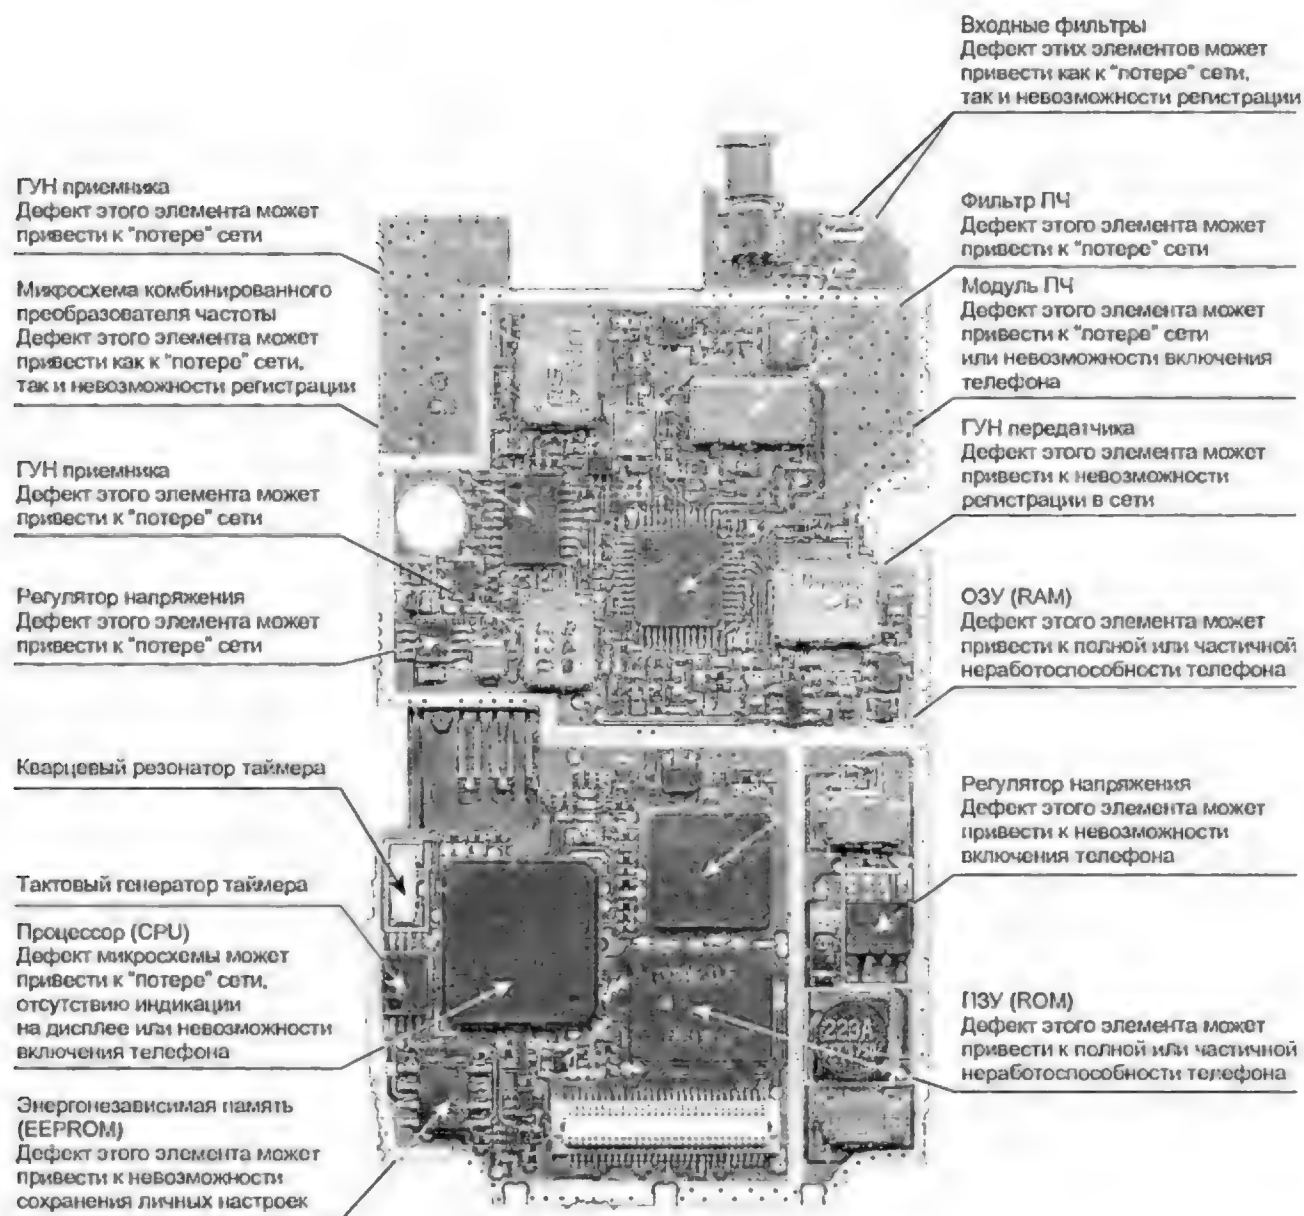 Входные фильтры
Дефект этих элементов может
привести как к "потере" сети,
так и невозможности регистрации
ГУН приемника
Дефект этого элемента может
привести к "потере" сети
Микросхема комбинированного
преобразователя частоты
Дефект этого элемента может
привести как к "потере" сети,
так и невозможности регистрации
ГУН приемника
Дефект этого элемента может
привести к "потере" сети
Регулятор напряжения
Дефект этого элемента может
привести к "потере" сети
Кварцевый резонатор таймера
Тактовый генератор таймера
Процессор (CPU)
Дефект микросхемы может
привести к "потере" сети,
отсутствию индикации
на дисплее или невозможности
включения телефона
Энергонезависимая память
(EEPROM)
Дефект этого элемента может
привести к невозможности
сохранения личных настроек
Фильтр ПЧ
Дефект этого элемента может
привести к "потере" сети
Модуль ПЧ
Дефект этого элемента может
привести к "потере" сети
или невозможности включения
телефона
ГУН передатчика
Дефект этого элемента может
привести к невозможности
регистрации в сети
ОЗУ (RAM)
Дефект этого элемента может
привести к полной или частичной
неработоспособности телефона
Регулятор напряжения
Дефект этого элемента может
привести к невозможности
включения телефона
ПЗУ (ROM)
Дефект этого элемента может
привести к полной или частичной
неработоспособности телефона
223A